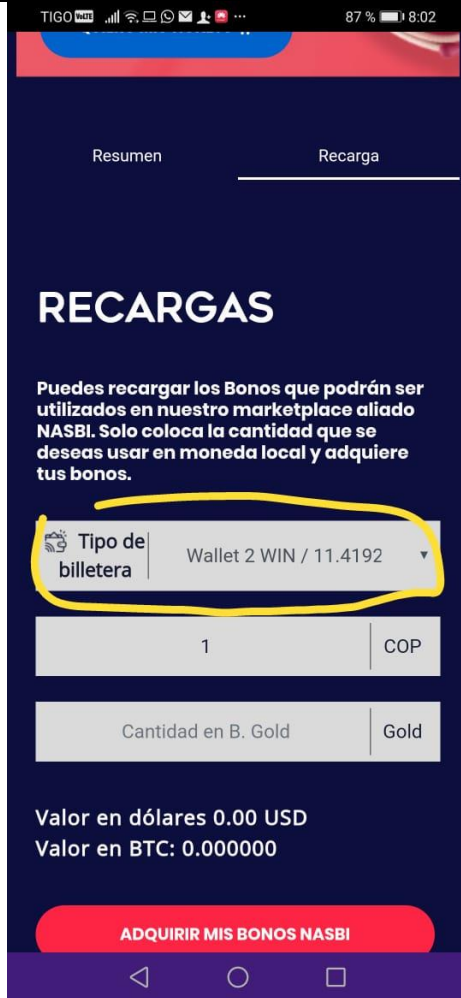 TIGO VoLTE 87 % 8:02
Resumen Recarga
RECARGAS
Puedes recargar los Bonos que podrán ser
utilizados en nuestro marketplace aliado
NASBI. Solo coloca la cantidad que se
deseas usar en moneda local y adquiere
tus bonos.
Tipo de
billetera
Wallet 2 WIN / 11.4192
1 COP
Cantidad en B. Gold Gold
Valor en dólares 0.00 USD
Valor en BTC: 0.000000
ADQUIRIR MIS BONOS NASBI